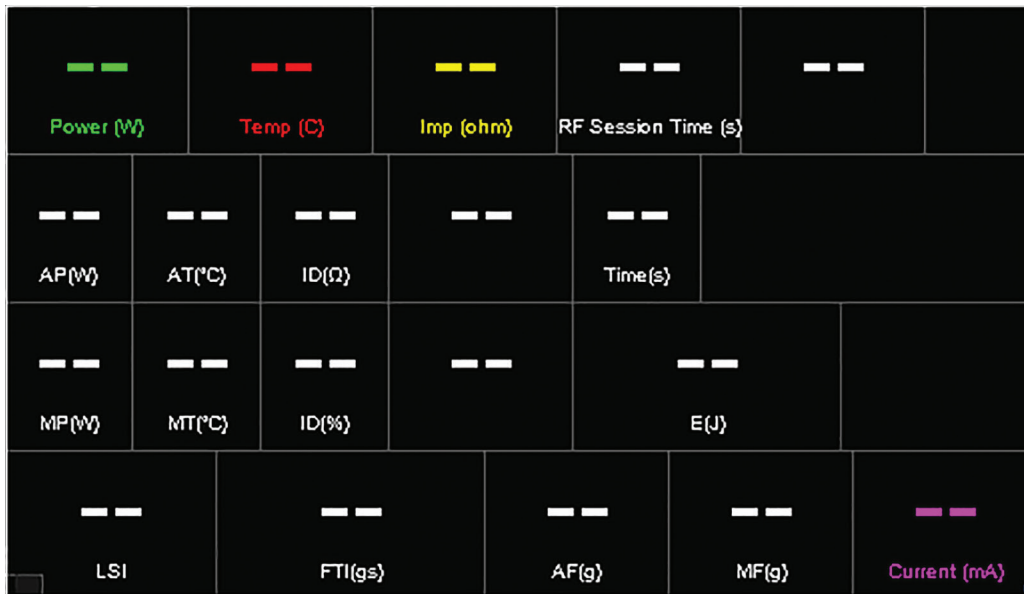 -- -- -- -- --
Power (W) Temp (C) Imp (ohm) RF Session Time (s)
-- -- -- -- --
AP(W) AT(°C) ID(Ω) Time(s)
-- -- -- -- --
MP(W) MT(°C) ID(%) E(J)
-- -- -- -- --
LSI FTI(gs) AF(g) MF(g) Current (mA)